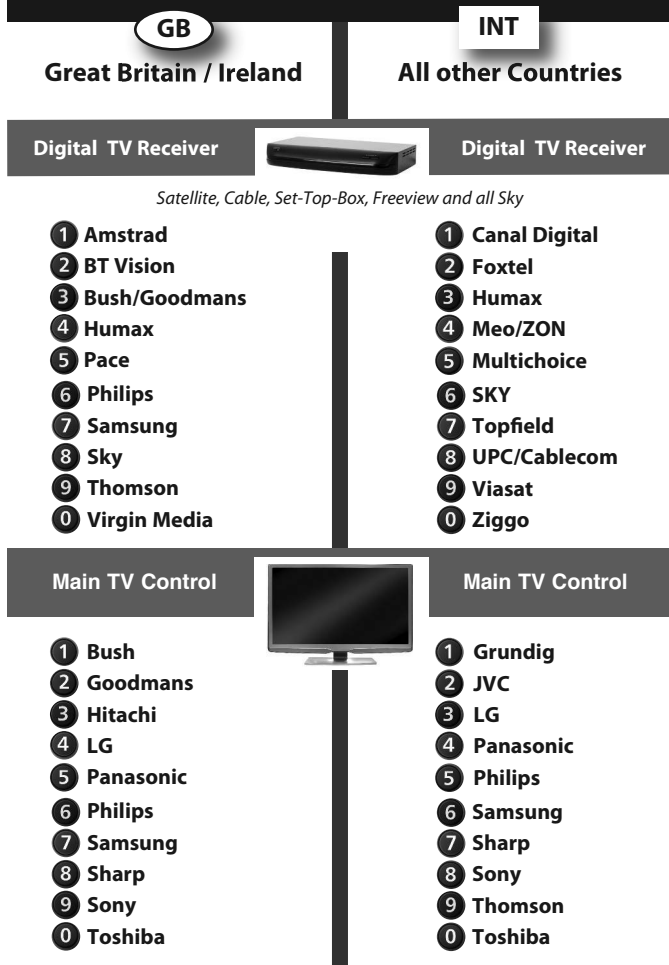 GB
Great Britain / Ireland
INT
All other Countries
Digital TV Receiver
Digital TV Receiver
Satellite, Cable, Set-Top-Box, Freeview and all Sky
1 Amstrad
2 BT Vision
3 Bush/Goodmans
4 Humax
5 Pace
6 Philips
7 Samsung
8 Sky
9 Thomson
0 Virgin Media
1 Canal Digital
2 Foxtel
3 Humax
4 Meo/ZON
5 Multichoice
6 SKY
7 Topfield
8 UPC/Cablecom
9 Viasat
0 Ziggo
Main TV Control
Main TV Control
1 Bush
2 Goodmans
3 Hitachi
4 LG
5 Panasonic
6 Philips
7 Samsung
8 Sharp
9 Sony
0 Toshiba
1 Grundig
2 JVC
3 LG
4 Panasonic
5 Philips
6 Samsung
7 Sharp
8 Sony
9 Thomson
0 Toshiba